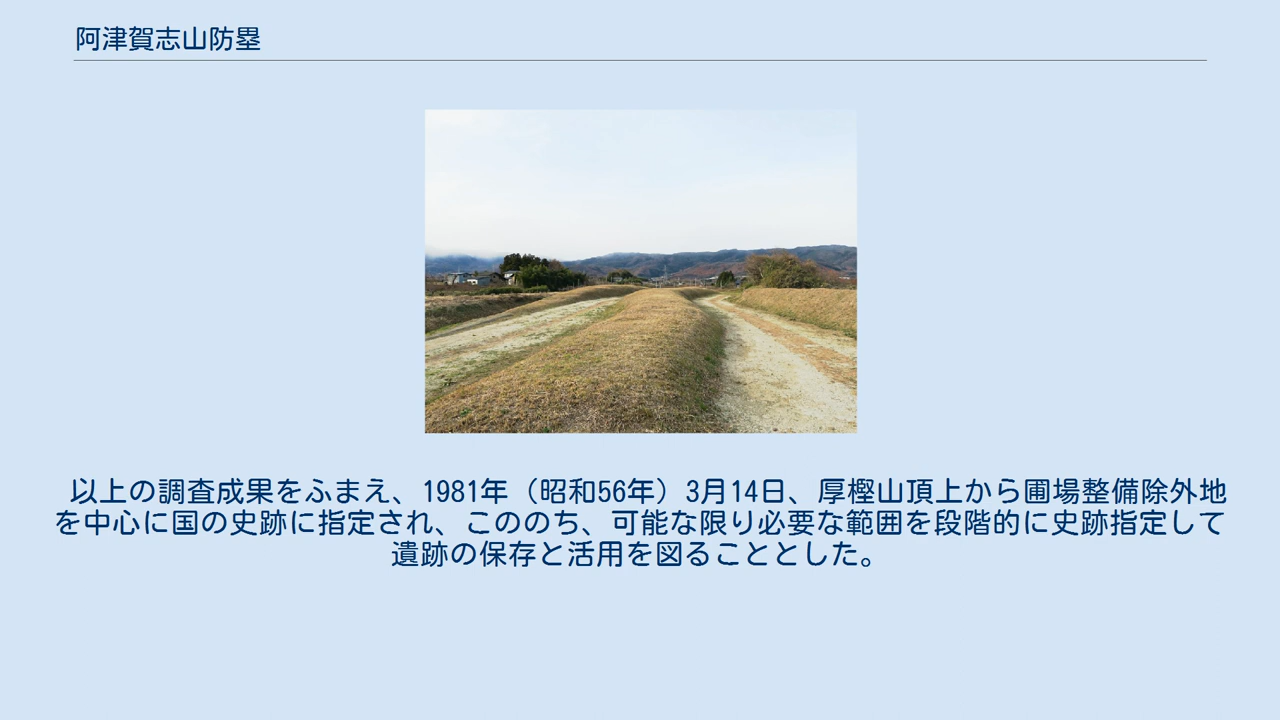 阿津賀志山防塁
以上の調査成果をふまえ、1981年（昭和56年）3月14日、厚樫山頂上から圃場整備除外地
を中心に国の史跡に指定され、こののち、可能な限り必要な範囲を段階的に史跡指定して
遺跡の保存と活用を図ることとした。